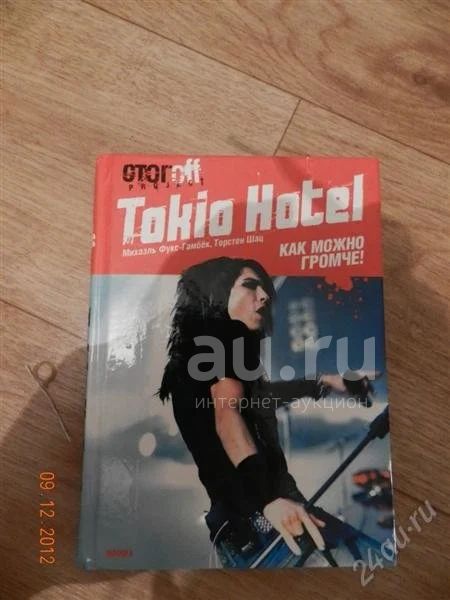 отoroff
PROJECT
Tokio Hotel
Михаэль Фукс-Гамбёк, Торстен Шац
КАК МОЖНО
ГРОМЧЕ!
au.ru
интернет-аукцион
09.12.2012
24au.ru